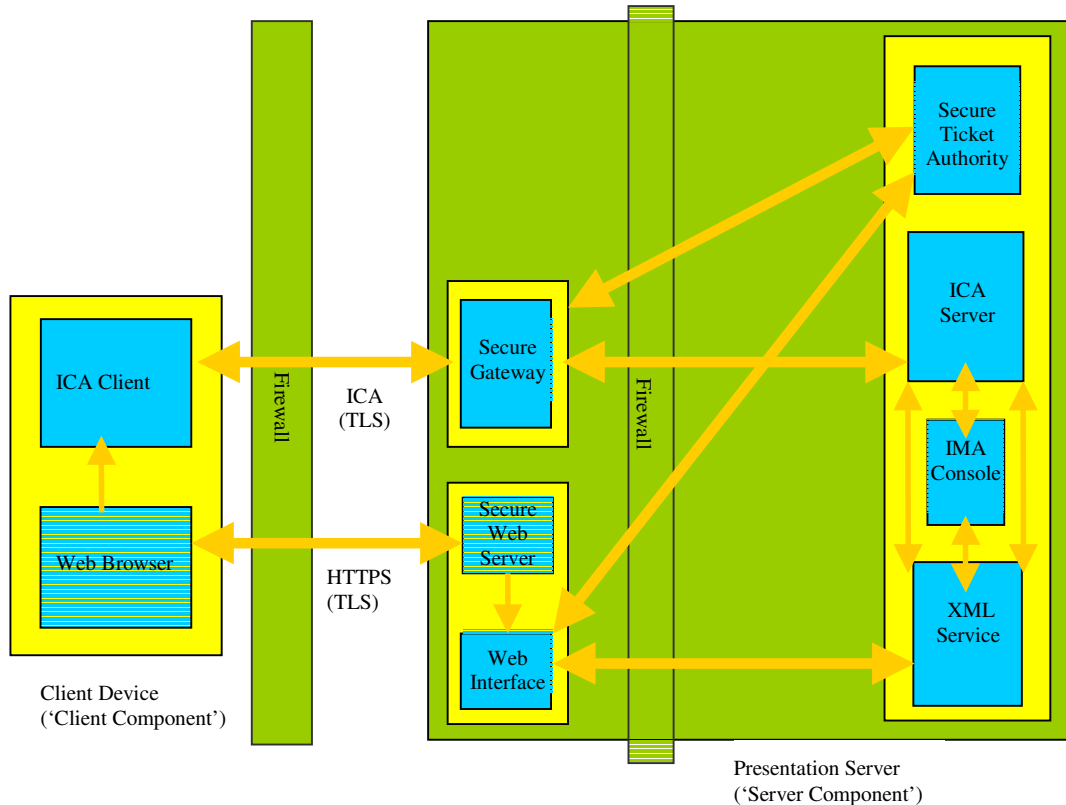 Secure
Ticket
Authority
ICA
Server
ICA Client
Firewall
ICA
(TLS)
Secure
Gateway
Firewall
IMA
Console
Web Browser
HTTPS
(TLS)
Secure
Web
Server
Web
Interface
XML
Service
Client Device
(‘Client Component’)
Presentation Server
(‘Server Component’)